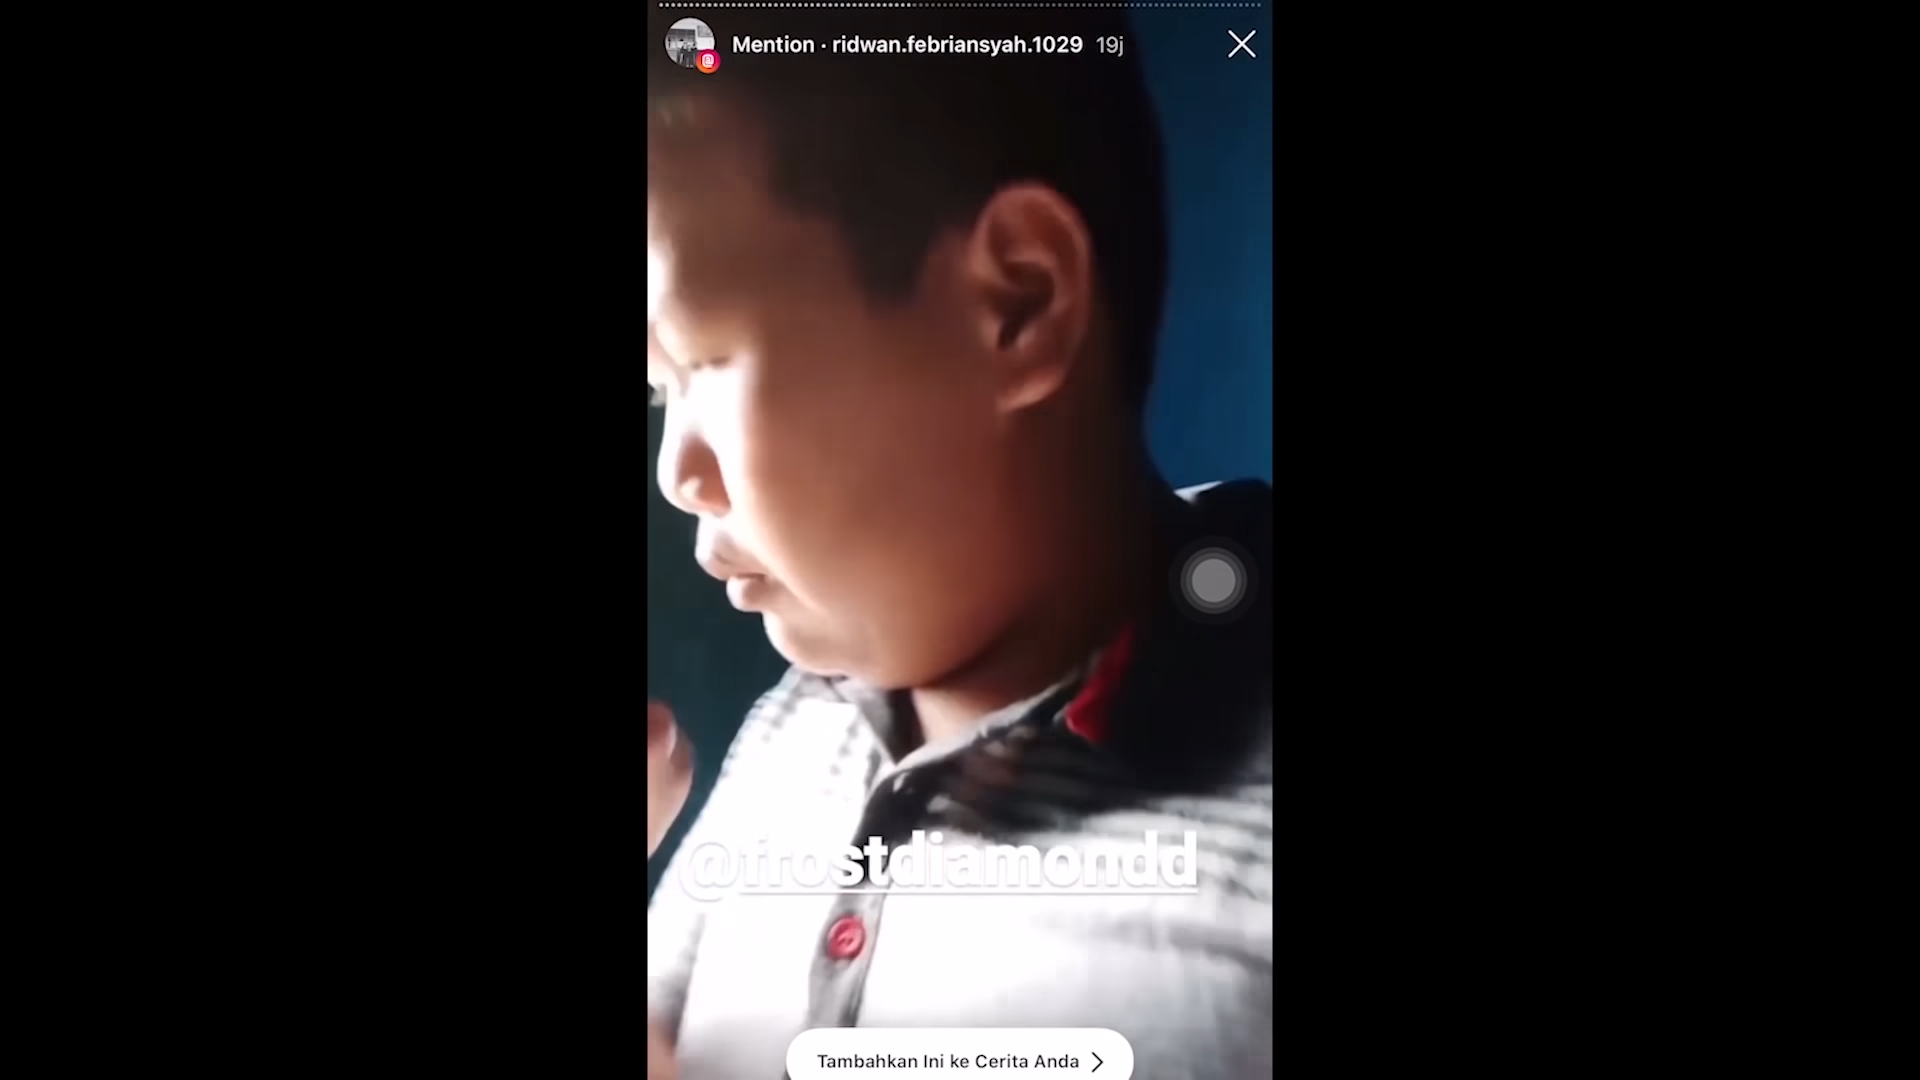 Mention · ridwan.febriansyah.1029 19j
@frostdiamondd
Tambahkan Ini ke Cerita Anda